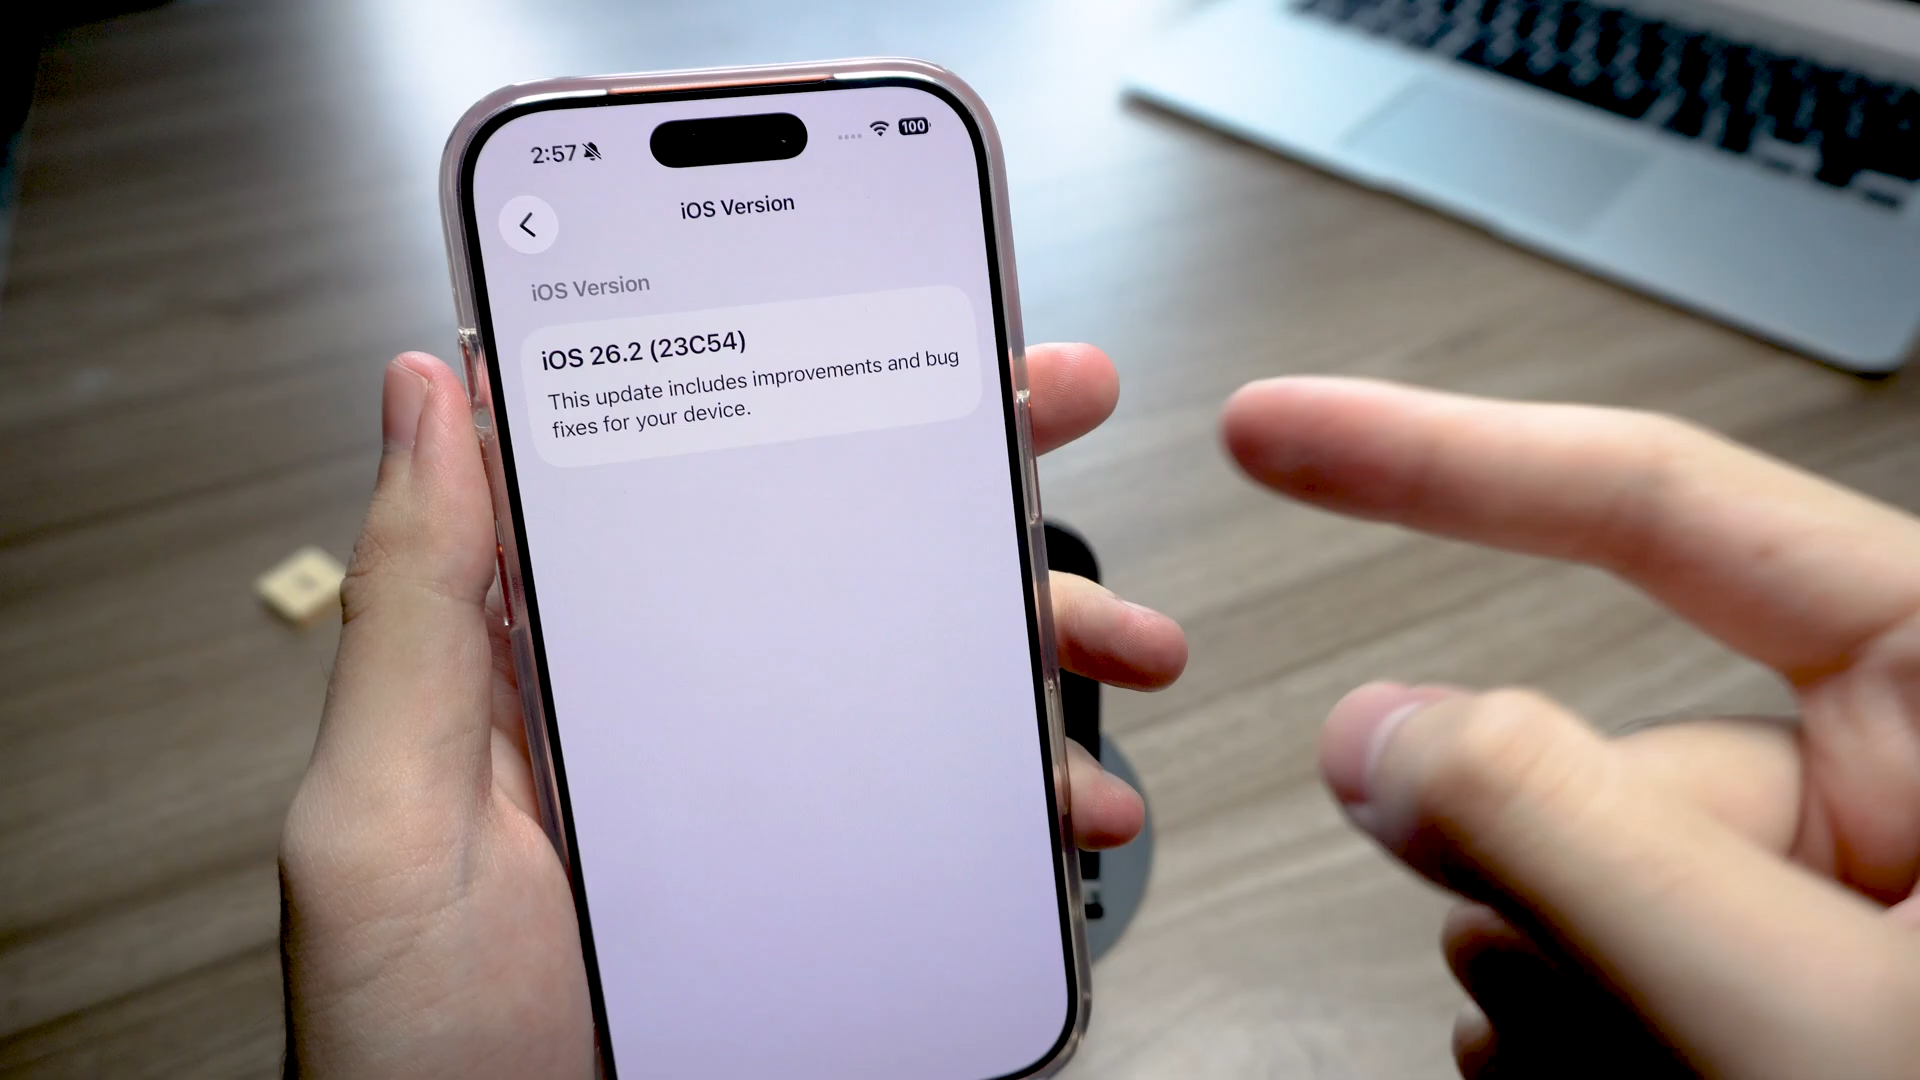 2:57
100
iOS Version
iOS Version
iOS 26.2 (23C54)
This update includes improvements and bug
fixes for your device.